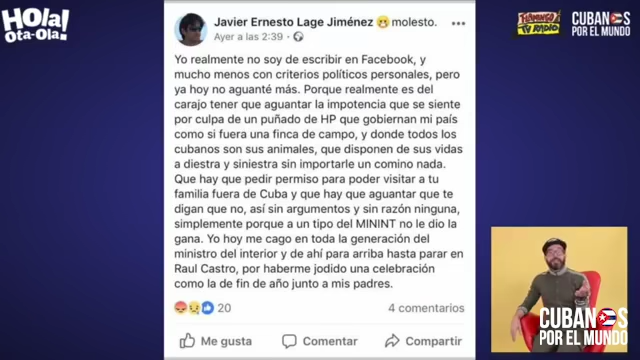 Hola!
Ota-Ola!
FLAMINGO
TV RADIO
CUBANOS
POR EL MUNDO
Javier Ernesto Lage Jiménez molesto.
Ayer a las 2:39
Yo realmente no soy de escribir en Facebook, y
mucho menos con criterios políticos personales, pero
ya hoy no aguanté más. Porque realmente es del
carajo tener que aguantar la impotencia que se siente
por culpa de un puñado de HP que gobiernan mi país
como si fuera una finca de campo, y donde todos los
cubanos son sus animales, que disponen de sus vidas
a diestra y siniestra sin importarle un comino nada.
Que hay que pedir permiso para poder visitar a tu
familia fuera de Cuba y que hay que aguantar que te
digan que no, así sin argumentos y sin razón ninguna,
simplemente porque a un tipo del MININT no le dio la
gana. Yo hoy me cago en toda la generación del
ministro del interior y de ahí para arriba hasta parar en
Raul Castro, por haberme jodido una celebración
como la de fin de año junto a mis padres.
20
4 comentarios
Me gusta
Comentar
Compartir
CUBANOS
POR EL MUNDO